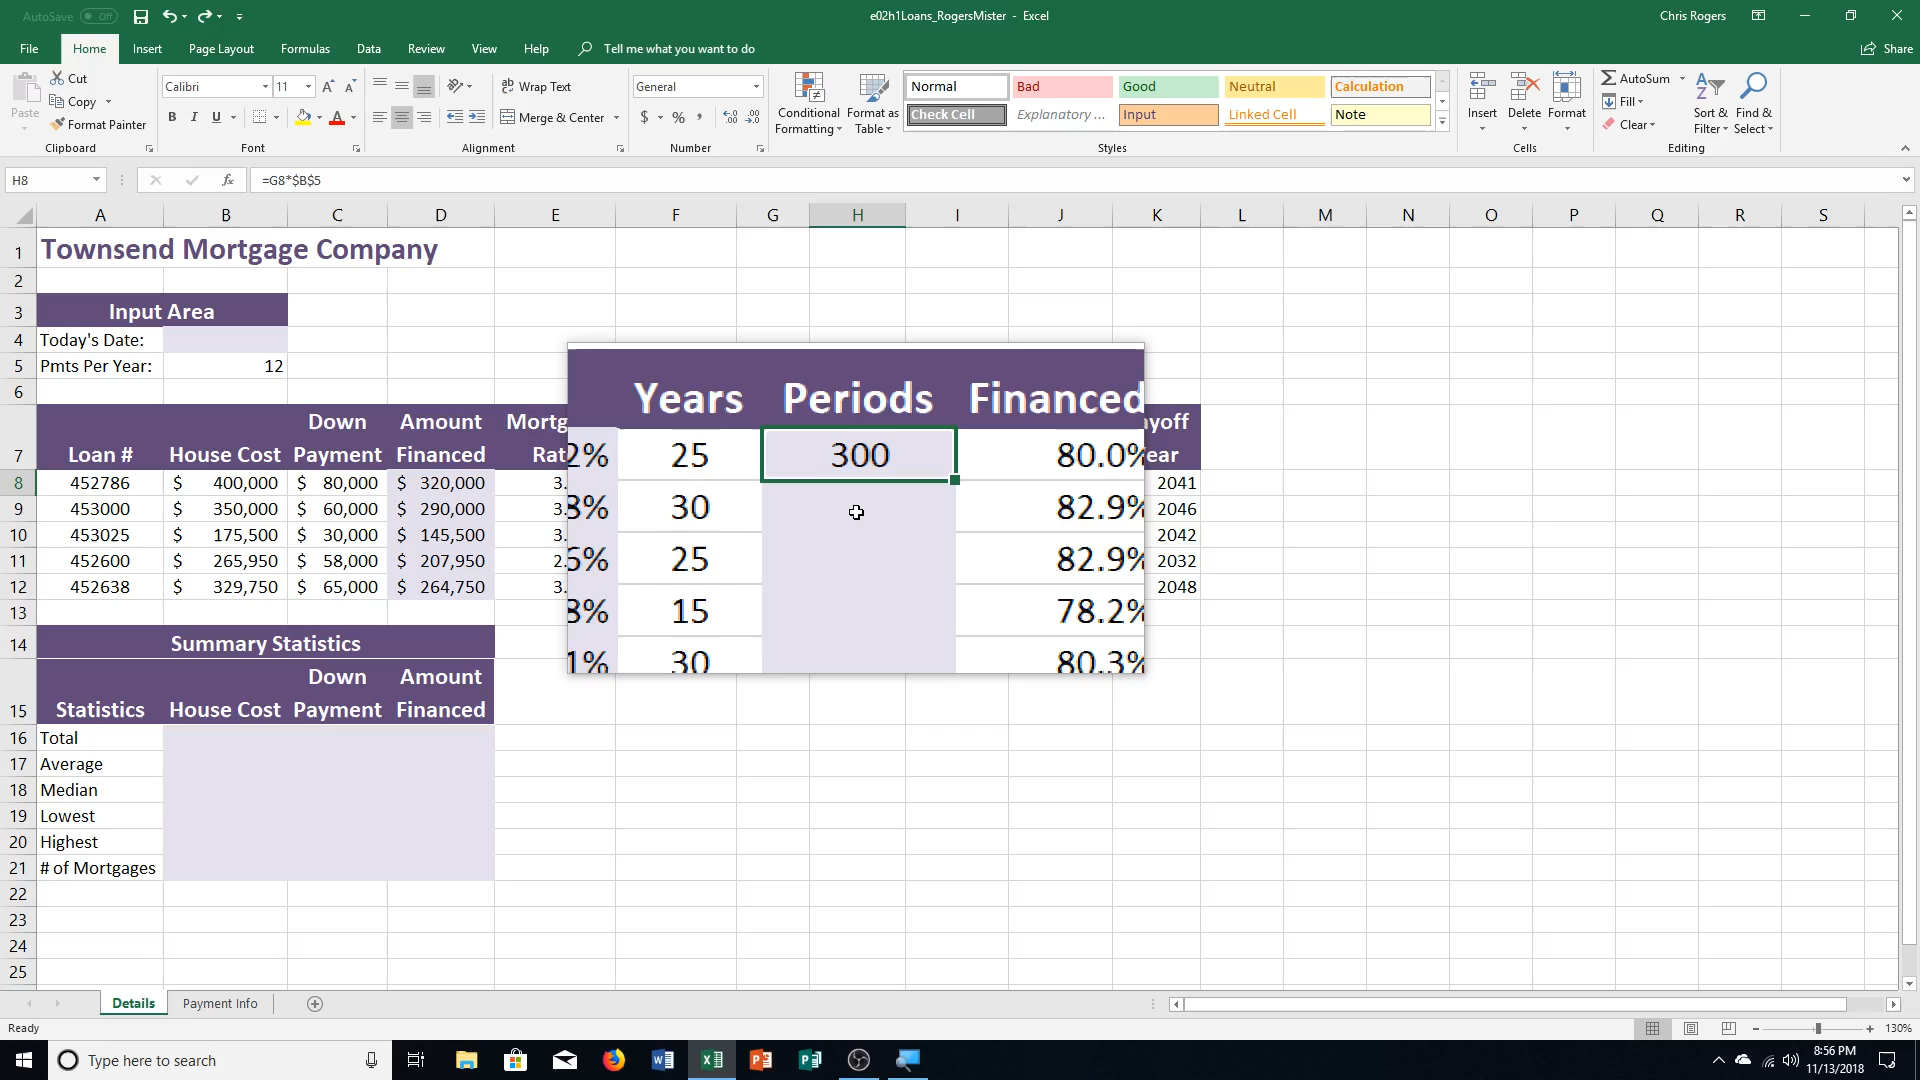 AutoSave Off
e02h1Loans_RogersMister - Excel
Chris Rogers
File Home Insert Page Layout Formulas Data Review View Help Tell me what you want to do Share
Cut
Copy
Format Painter
Paste
Clipboard
Calibri 11
B I U A
Font
Wrap Text
Merge & Center
Alignment
General
$ % ,
Number
Conditional Formatting
Format as Table
Normal Bad Good Neutral Calculation
Check Cell Explanatory ... Input Linked Cell Note
Styles
Insert Delete Format
Cells
AutoSum
Fill
Clear
Sort & Filter
Find & Select
Editing
H8 fx =G8*$B$5
A B C D E F G H I J K L M N O P Q R S
1 Townsend Mortgage Company
2
3 Input Area
4 Today's Date:
5 Pmts Per Year: 12
6
7 Loan # House Cost Down Payment Amount Financed Mortg Rat
8 452786 $ 400,000 $ 80,000 $ 320,000 3. 2041
9 453000 $ 350,000 $ 60,000 $ 290,000 3. 2046
10 453025 $ 175,500 $ 30,000 $ 145,500 3. 2042
11 452600 $ 265,950 $ 58,000 $ 207,950 2. 2032
12 452638 $ 329,750 $ 65,000 $ 264,750 3. 2048
Years Periods Financed yoff ear
2% 25 300 80.0%
3% 30 82.9%
6% 25 82.9%
3% 15 78.2%
1% 30 80.3%
13
14 Summary Statistics
15 Statistics House Cost Down Payment Amount Financed
16 Total
17 Average
18 Median
19 Lowest
20 Highest
21 # of Mortgages
22
23
24
25
Details Payment Info
Ready
130%
Type here to search
8:56 PM
11/13/2018